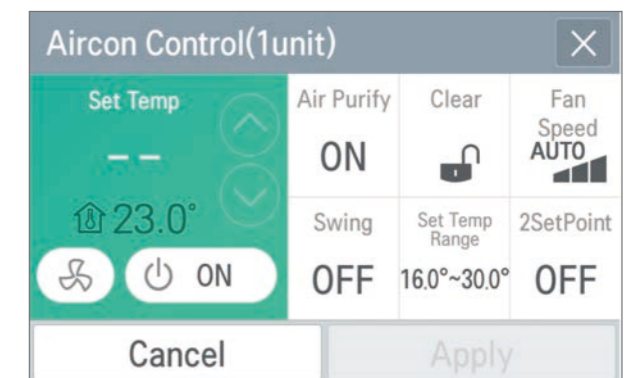 Aircon Control(1unit)
Set Temp
--
23.0°
ON
Air Purify
ON
Clear
Fan
Speed
AUTO
Swing
OFF
Set Temp
Range
16.0°~30.0°
2SetPoint
OFF
Cancel
Apply